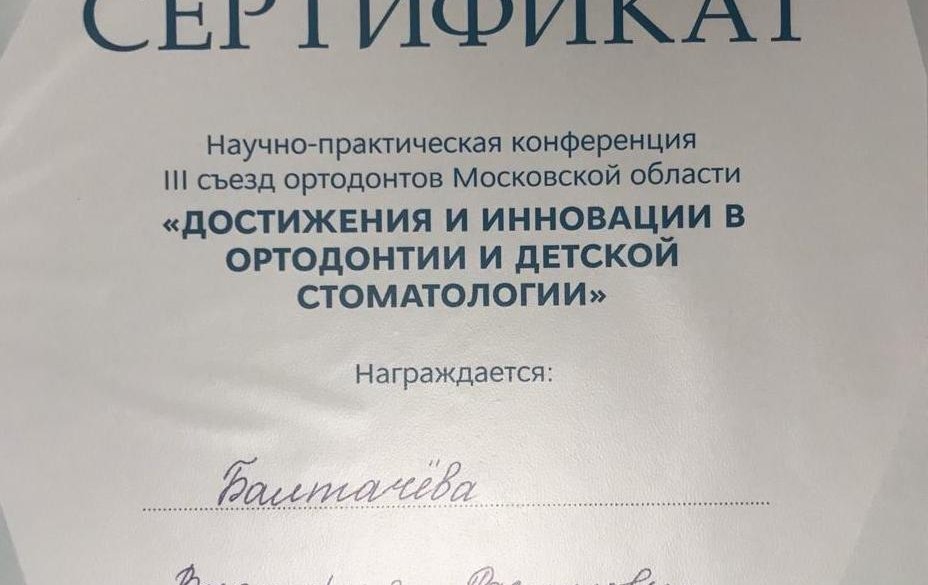 СЕРТИФИКАТ
Научно-практическая конференция
III съезд ортодонтов Московской области
«ДОСТИЖЕНИЯ И ИННОВАЦИИ В
ОРТОДОНТИИ И ДЕТСКОЙ
СТОМАТОЛОГИИ»
Награждается:
Балтачёва